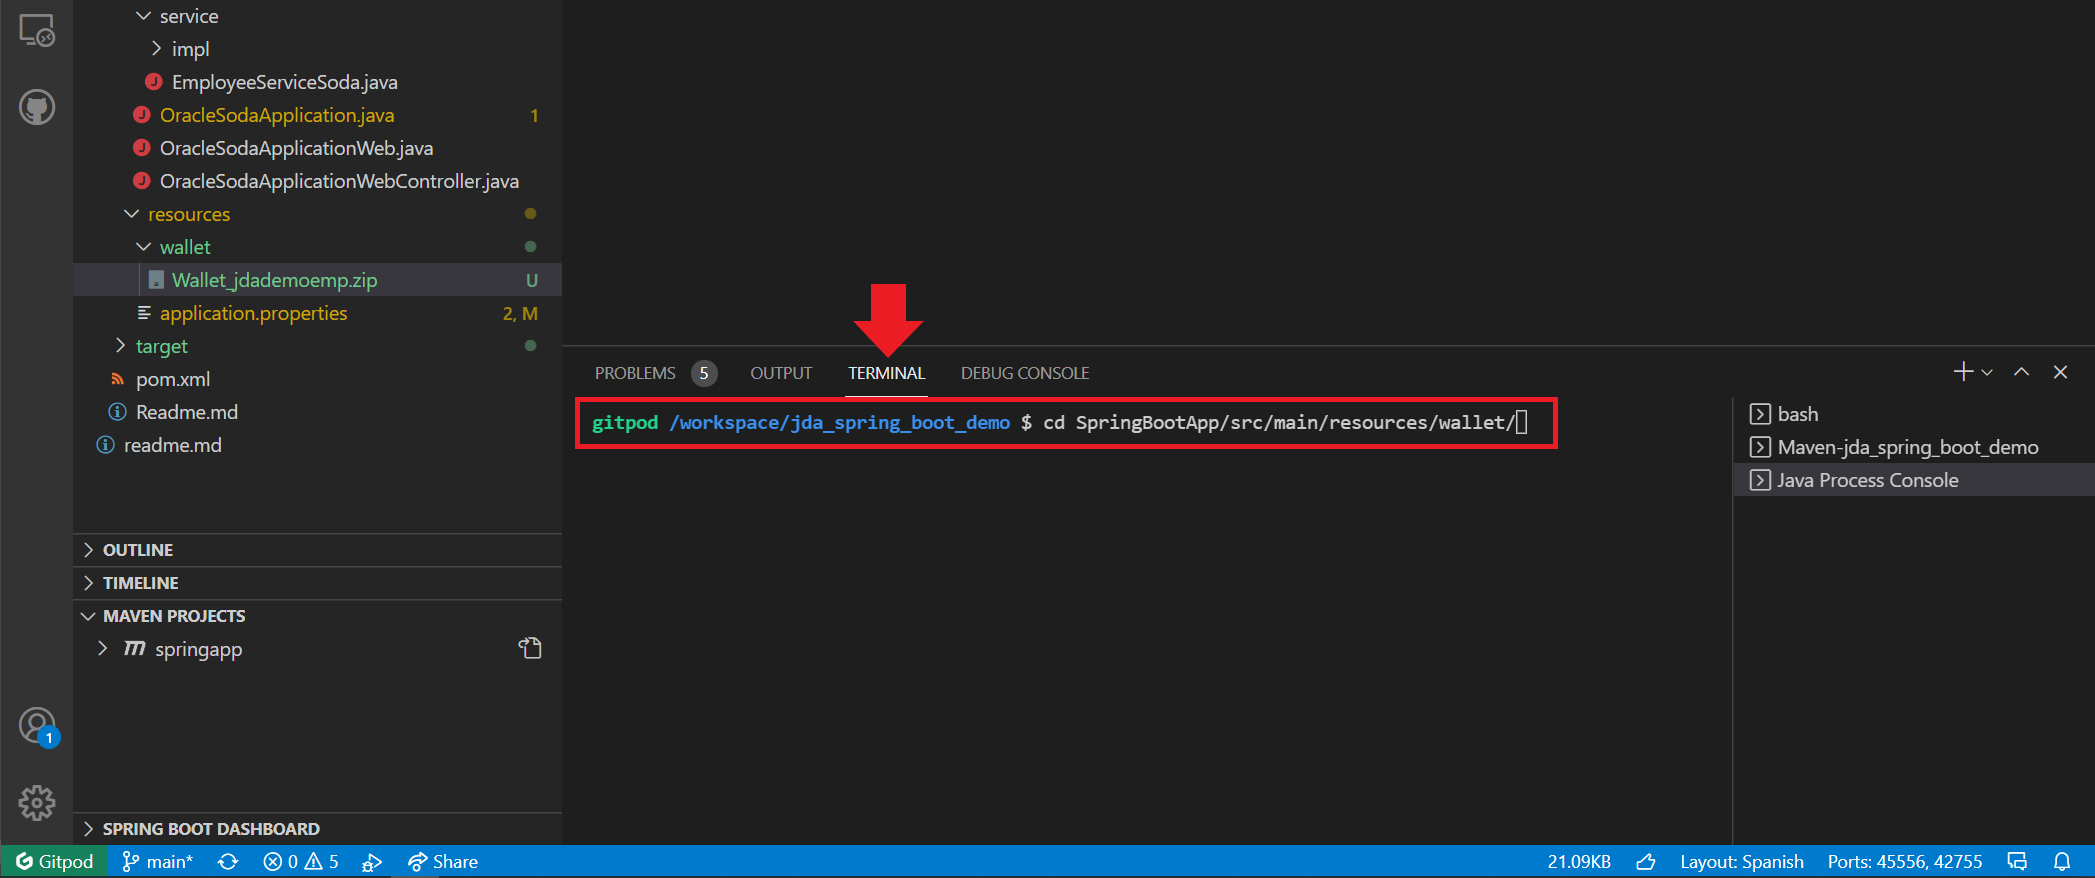 service
impl
EmployeeServiceSoda.java
OracleSodaApplication.java 1
OracleSodaApplicationWeb.java
OracleSodaApplicationWebController.java
resources
wallet
Wallet_jdademoemp.zip U
application.properties 2, M
target
pom.xml
Readme.md
readme.md
OUTLINE
TIMELINE
MAVEN PROJECTS
springapp
1
SPRING BOOT DASHBOARD
PROBLEMS 5 OUTPUT TERMINAL DEBUG CONSOLE
gitpod /workspace/jda_spring_boot_demo $ cd SpringBootApp/src/main/resources/wallet/
bash
Maven-jda_spring_boot_demo
Java Process Console
Gitpod main* 0 5 Share 21.09KB Layout: Spanish Ports: 45556, 42755